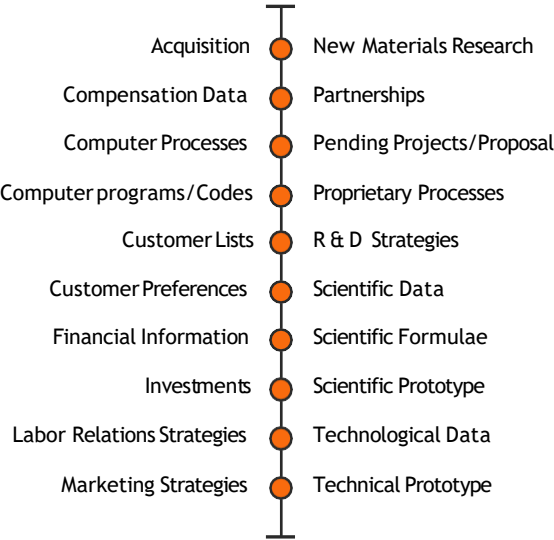 Acquisition
New Materials Research
Compensation Data
Partnerships
Computer Processes
Pending Projects/Proposal
Computer programs/Codes
Proprietary Processes
Customer Lists
R & D Strategies
Customer Preferences
Scientific Data
Financial Information
Scientific Formulae
Investments
Scientific Prototype
Labor Relations Strategies
Technological Data
Marketing Strategies
Technical Prototype